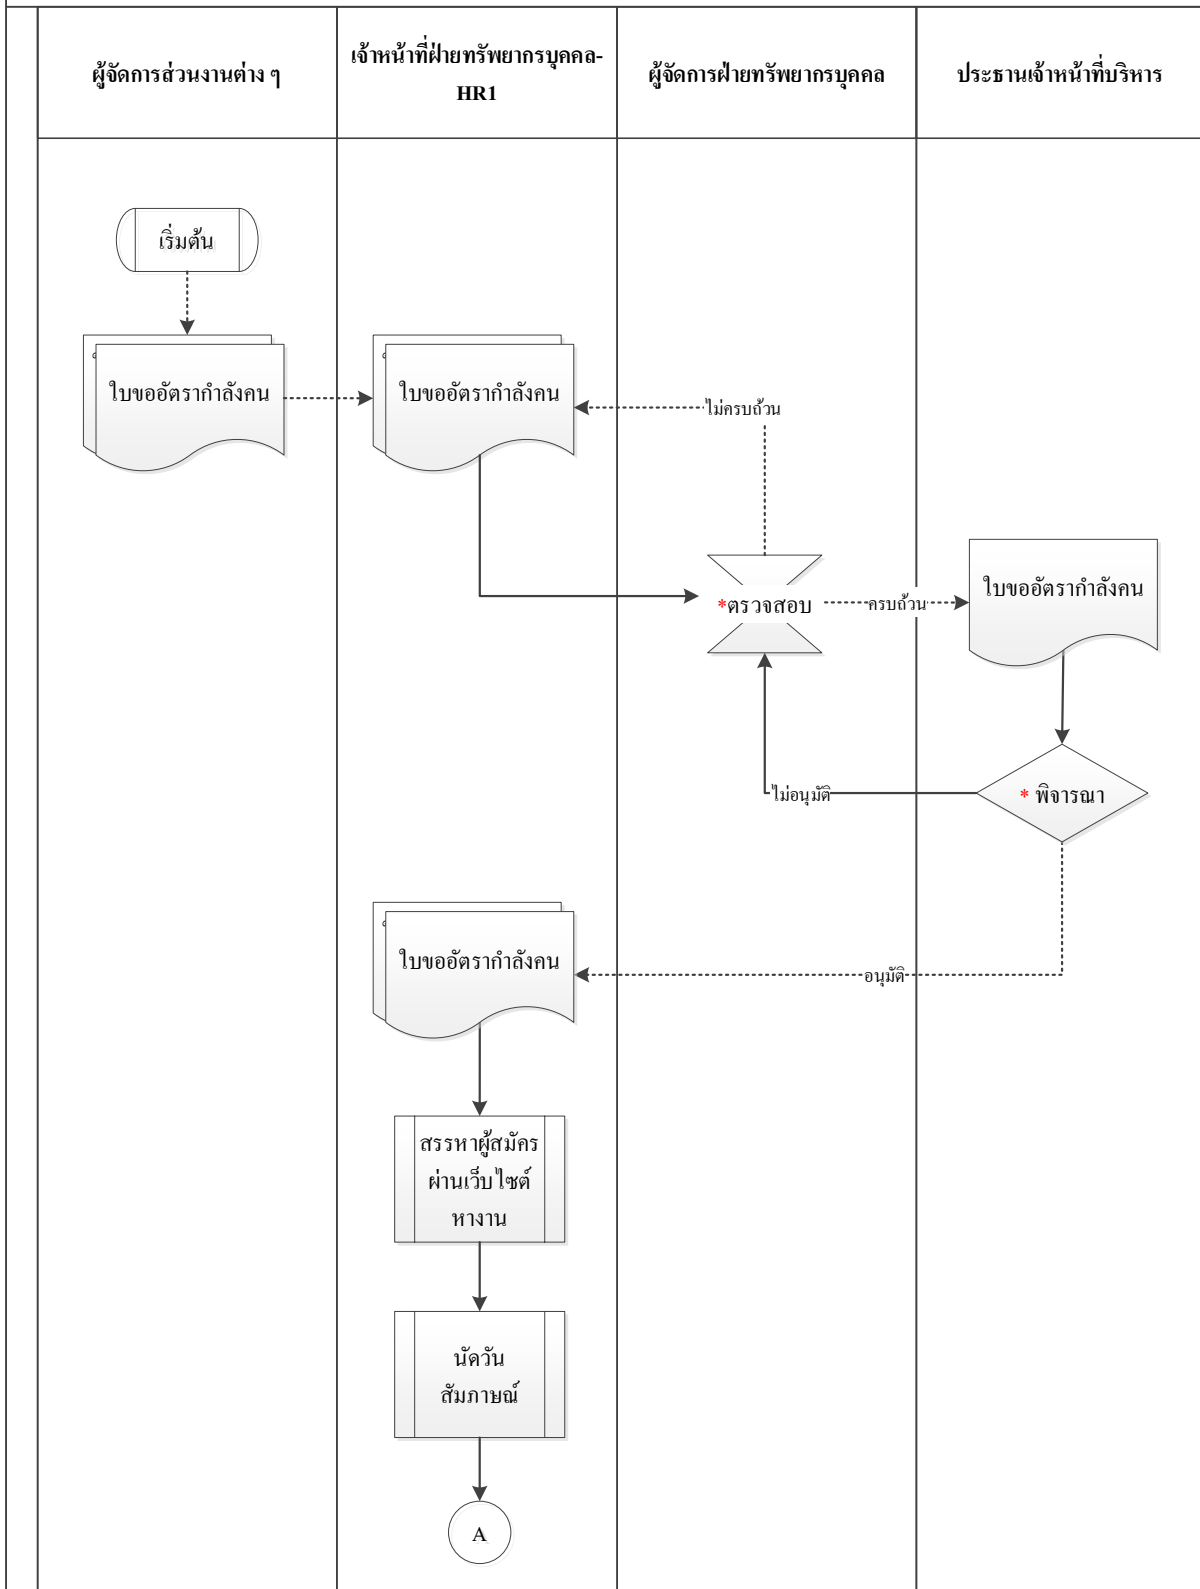 ผู้จัดการส่วนงานต่าง ๆ
เจ้าหน้าที่ฝ่ายทรัพยากรบุคคล-
HR1
ผู้จัดการฝ่ายทรัพยากรบุคคล
ประธานเจ้าหน้าที่บริหาร
เริ่มต้น
ใบขออัตรากำลังคน
ใบขออัตรากำลังคน
ไม่ครบถ้วน
*ตรวจสอบ
ครบถ้วน
ใบขออัตรากำลังคน
ไม่อนุมัติ
* พิจารณา
ใบขออัตรากำลังคน
อนุมัติ
สรรหาผู้สมัคร
ผ่านเว็บไซต์
หางาน
นัดวัน
สัมภาษณ์
A